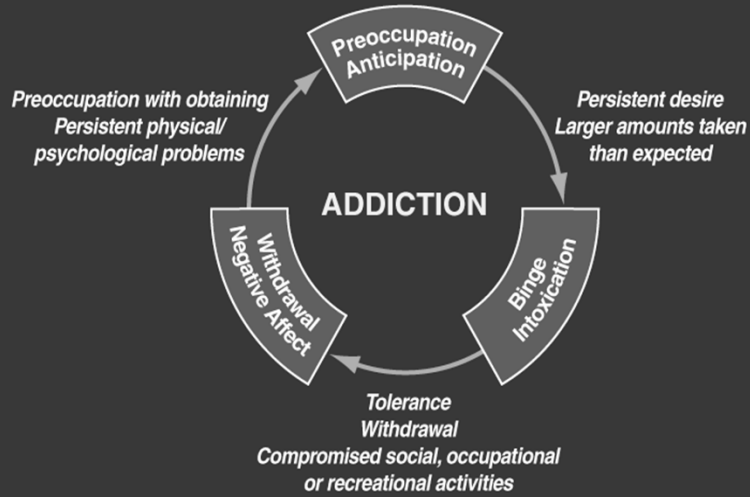 Preoccupation
Anticipation
Preoccupation with obtaining
Persistent physical/
psychological problems
Persistent desire
Larger amounts taken
than expected
ADDICTION
Withdrawal
Negative Affect
Binge
Intoxication
Tolerance
Withdrawal
Compromised social, occupational
or recreational activities